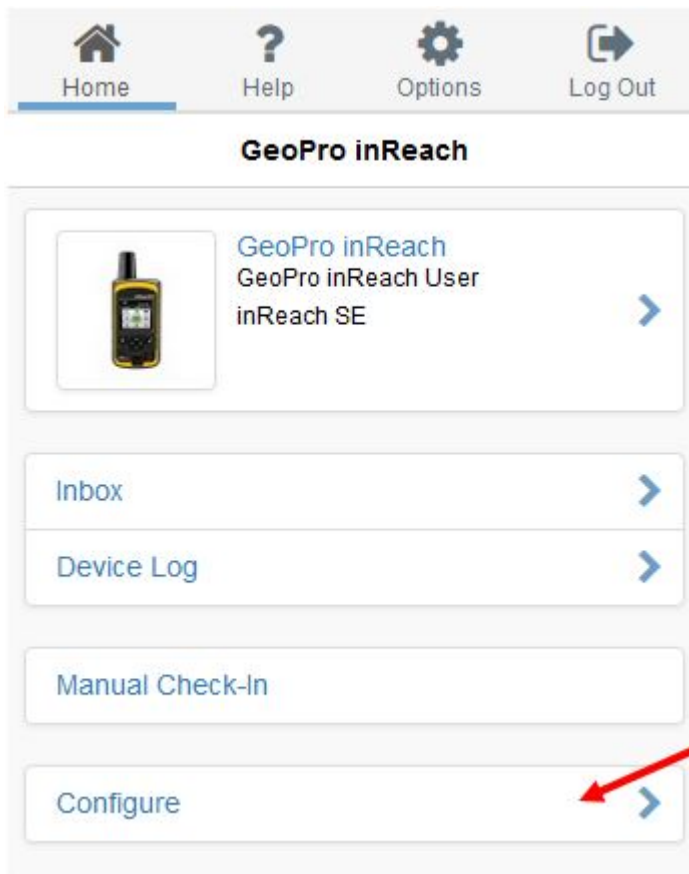 Home
Help
Options
Log Out
GeoPro inReach
GeoPro inReach
GeoPro inReach User
inReach SE
Inbox
Device Log
Manual Check-In
Configure